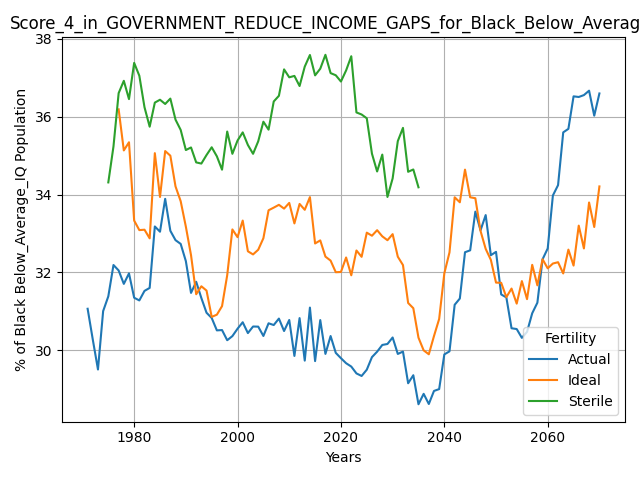 Score_4_in_GOVERNMENT_REDUCE_INCOME_GAPS_for_Black_Below_Averag
% of Black Below_Average_IQ Population
38
36
34
32
30
1980
2000
2020
2040
2060
Years
Fertility
Actual
Ideal
Sterile